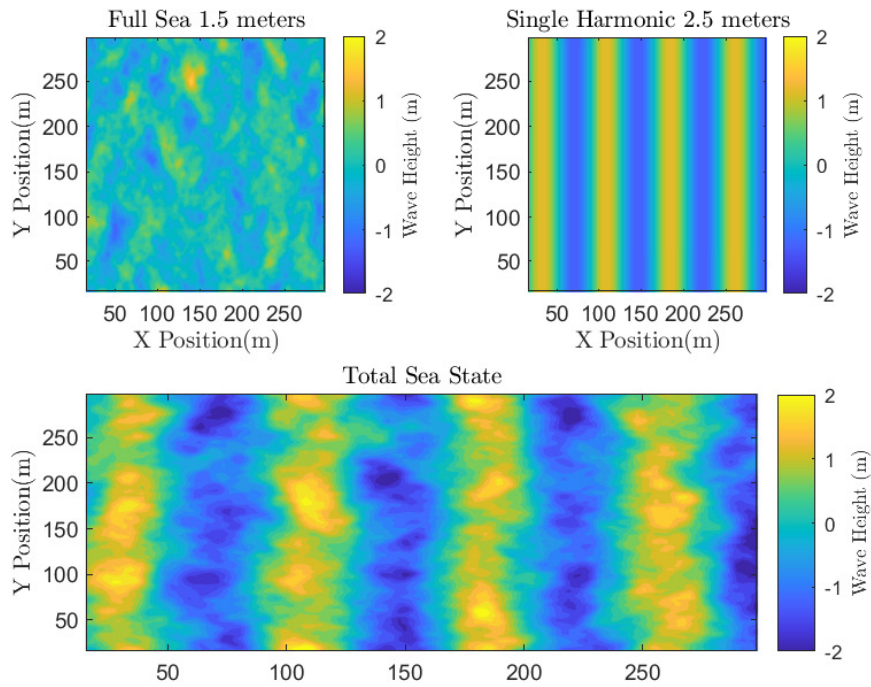 Full Sea 1.5 meters
Y Position(m)
300
250
200
150
100
50
50 100 150 200 250
X Position(m)
2
1
0
-1
-2
Wave Height (m)
Single Harmonic 2.5 meters
Y Position(m)
250
200
150
100
50
50 100 150 200 250
X Position(m)
2
1
0
-1
-2
Wave Height (m)
Total Sea State
Y Position(m)
250
200
150
100
50
50 100 150 200 250
2
1
0
-1
-2
Wave Height (m)